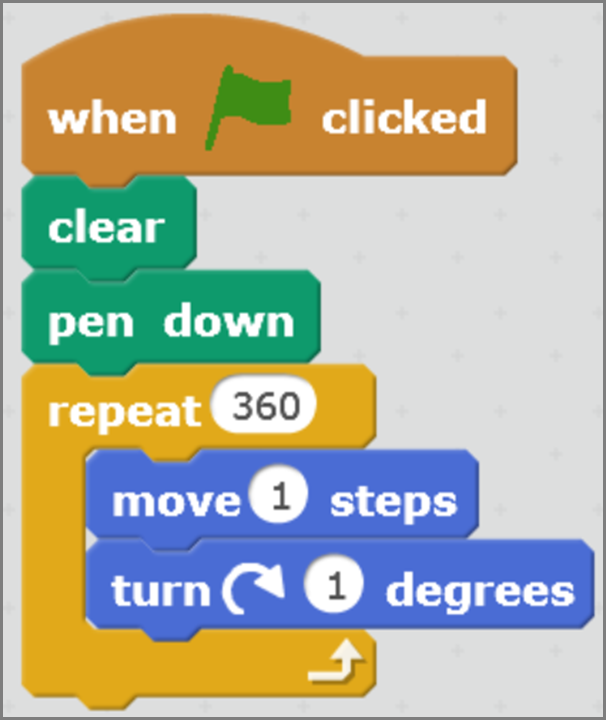 when clicked
clear
pen down
repeat 360
move 1 steps
turn 1 degrees